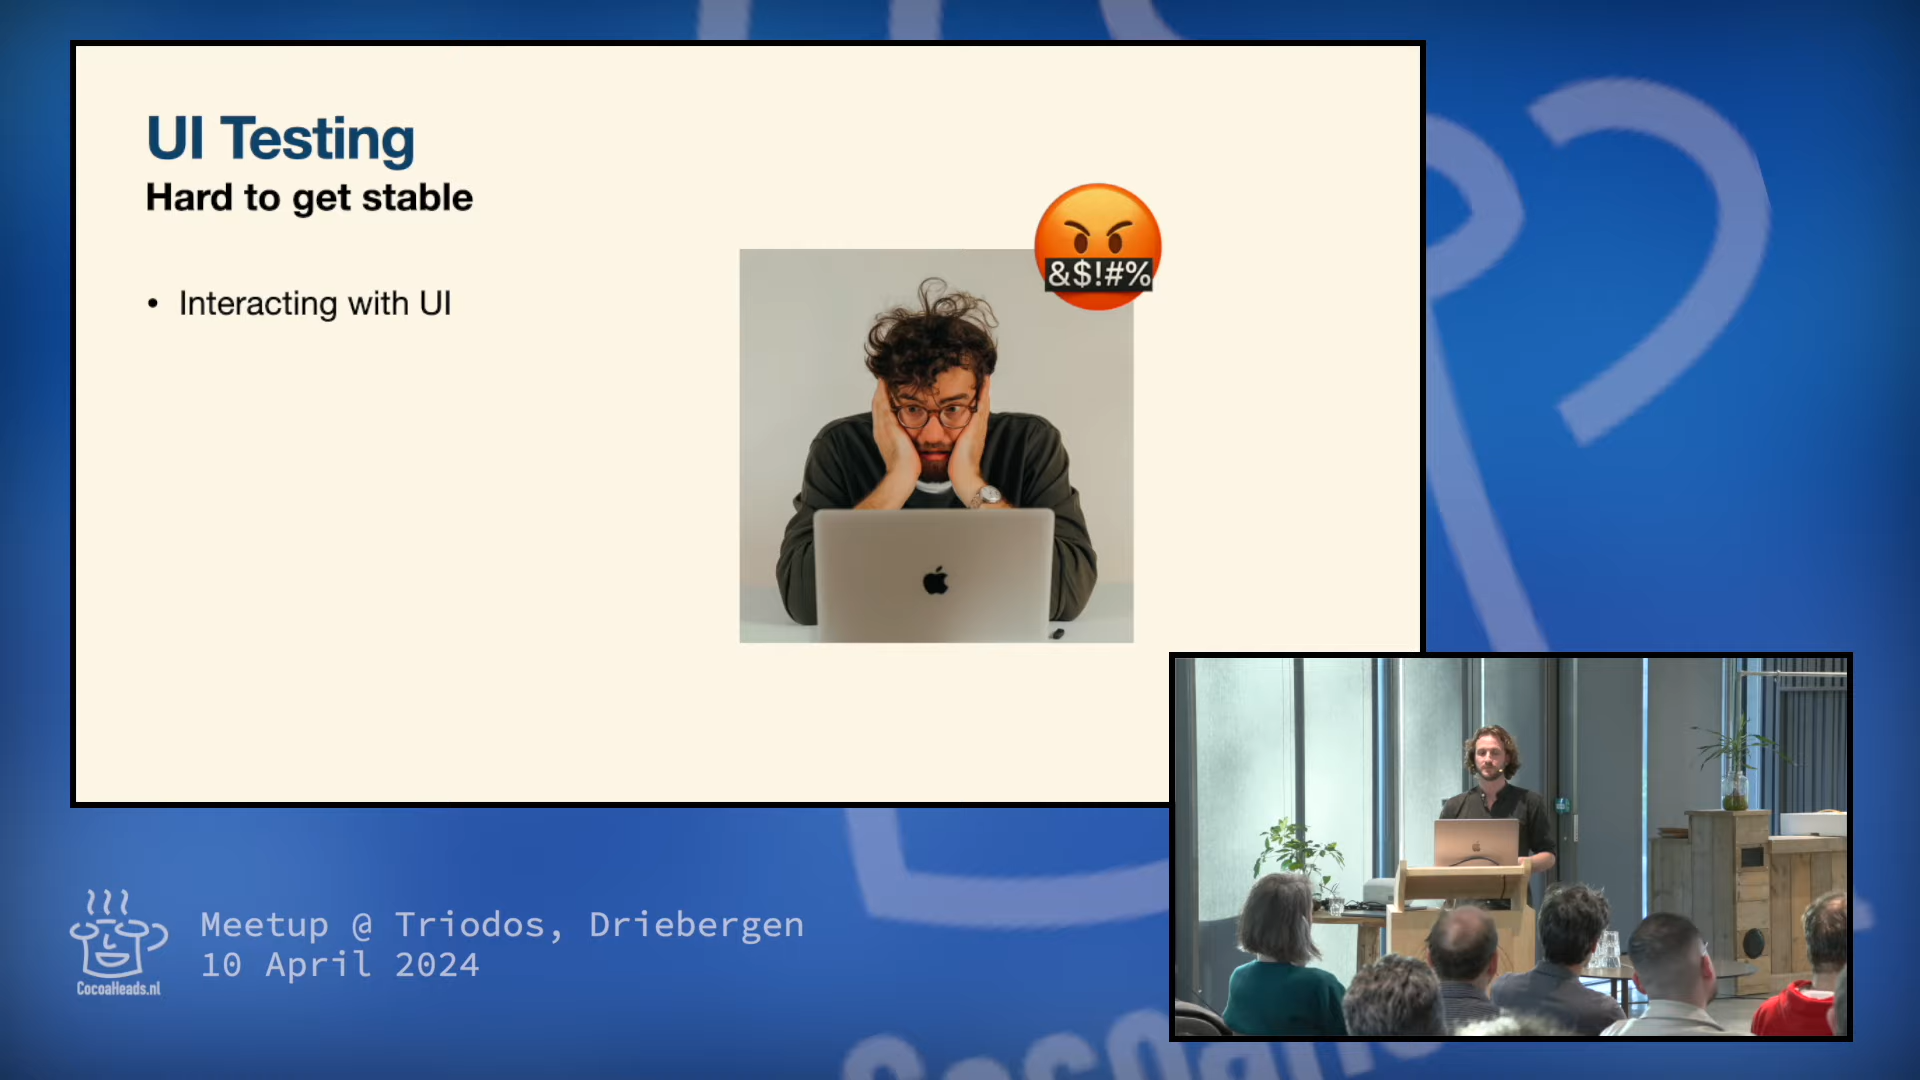 UI Testing
Hard to get stable
• Interacting with UI
&$!#%
Meetup @ Triodos, Driebergen
10 April 2024
CocoaHeads.nl